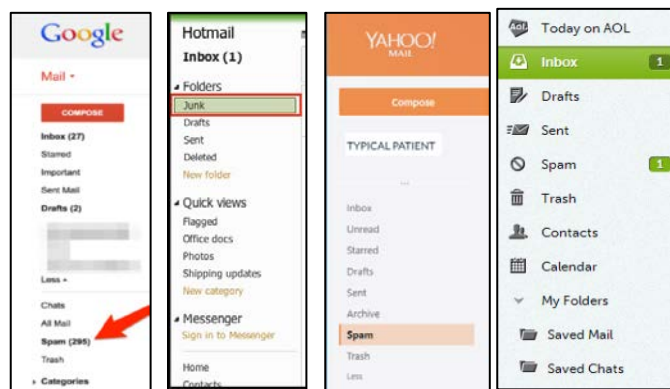 Google
Mail
COMPOSE
Inbox (27)
Starred
Important
Sent Mail
Drafts (2)
Less
Chats
All Mail
Spam (295)
Trash
Categories
Hotmail
Inbox (1)
Folders
Junk
Drafts
Sent
Deleted
New folder
Quick views
Flagged
Office docs
Photos
Shipping updates
New category
Messenger
Sign in to Messenger
Home
Contacts
YAHOO!
MAIL
Compose
TYPICAL PATIENT
Inbox
Unread
Starred
Drafts
Sent
Archive
Spam
Trash
Less
Aol. Today on AOL
Inbox 1
Drafts
Sent
Spam 1
Trash
Contacts
Calendar
My Folders
Saved Mail
Saved Chats